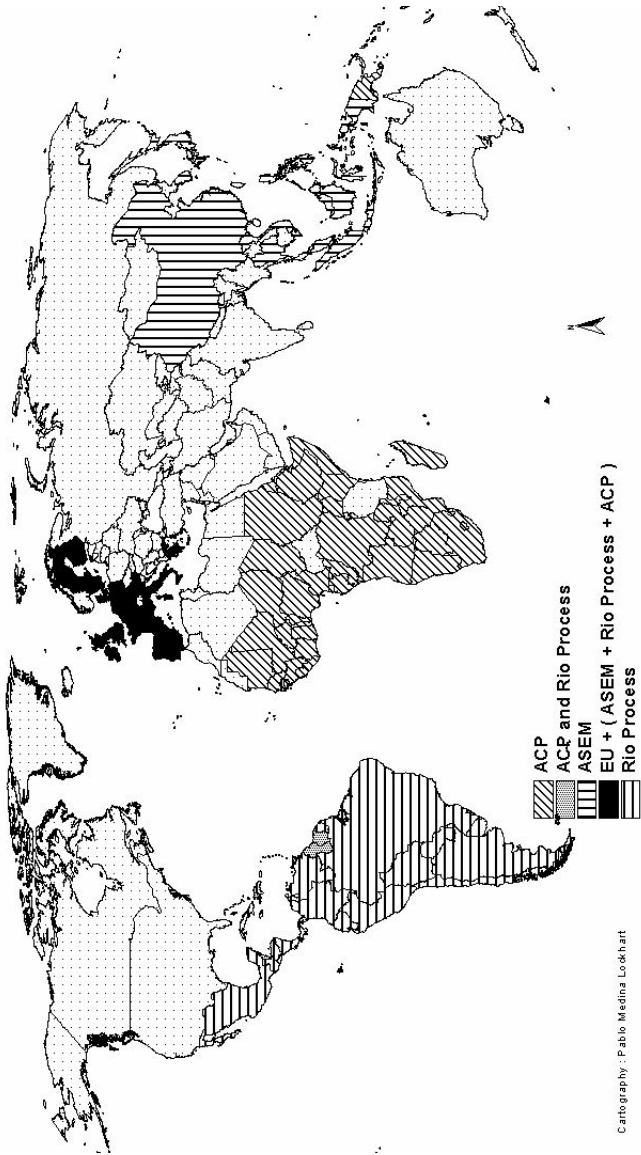 ACP
ACP and Rio Process
ASEM
EU + ( ASEM + Rio Process + ACP )
Rio Process
N
Cartography : Pablo Medina Lockhart